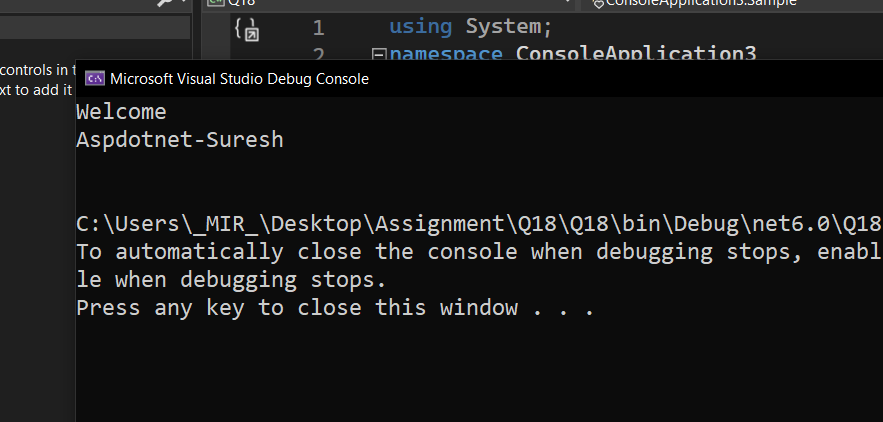 Q18
ConsoleApplication3.Sample
1 using System;
2 namespace ConsoleApplication3
controls in t
xt to add it
Microsoft Visual Studio Debug Console
Welcome
Aspdotnet-Suresh
C:\Users\_MIR_\Desktop\Assignment\Q18\Q18\bin\Debug\net6.0\Q18
To automatically close the console when debugging stops, enabl
le when debugging stops.
Press any key to close this window . . .